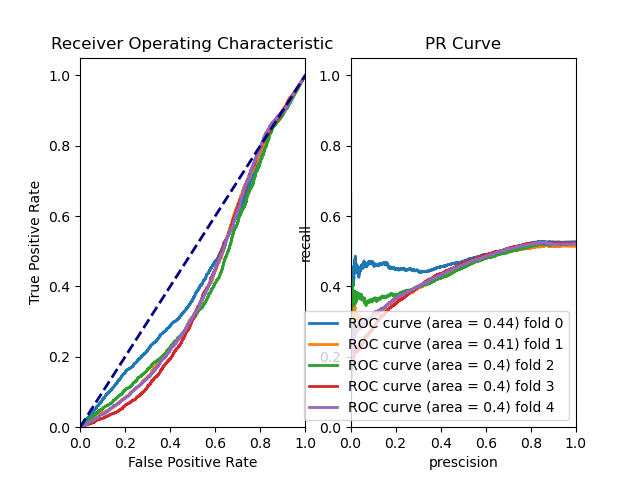 Receiver Operating Characteristic
True Positive Rate
1.0
0.8
0.6
0.4
0.2
0.0
0.0 0.2 0.4 0.6 0.8 1.0
False Positive Rate
PR Curve
recall
1.0
0.8
0.6
0.4
0.2
0.0
ROC curve (area = 0.44) fold 0
ROC curve (area = 0.41) fold 1
ROC curve (area = 0.4) fold 2
ROC curve (area = 0.4) fold 3
ROC curve (area = 0.4) fold 4
0.0 0.2 0.4 0.6 0.8 1.0
prescision